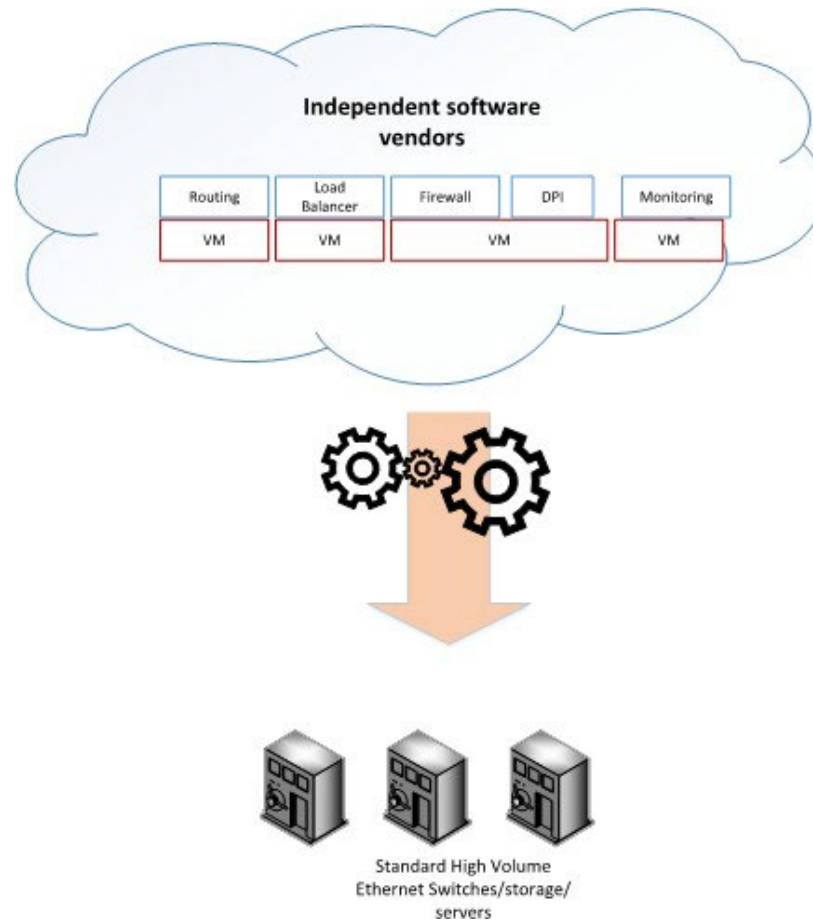 Independent software
vendors
Routing
Load
Balancer
Firewall
DPI
Monitoring
VM
VM
VM
VM
Standard High Volume
Ethernet Switches/storage/
servers